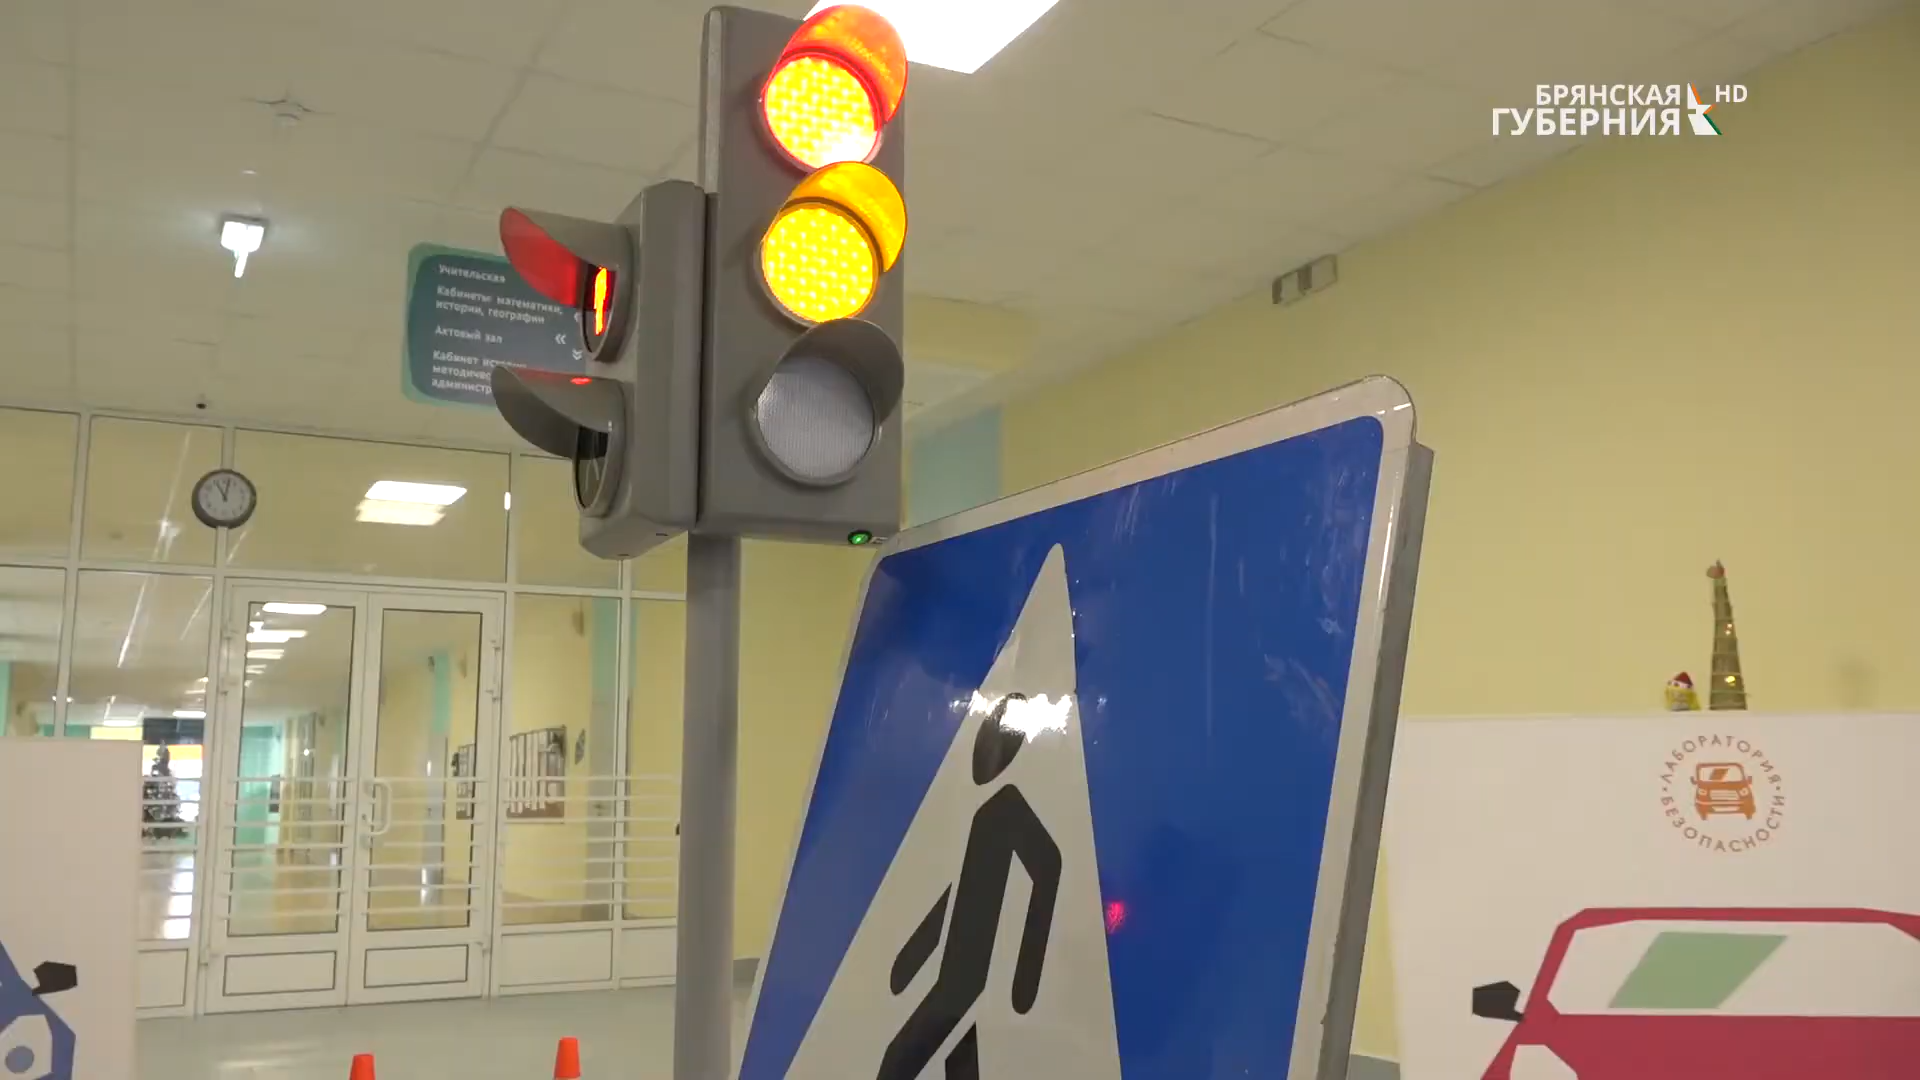 БРЯНСКАЯ HD
ГУБЕРНИЯ
Учительская
Кабинеты: математики,
истории, географии
Актовый зал
Кабинет
ЛАБОРАТОРИЯ
БЕЗОПАСНОСТИ